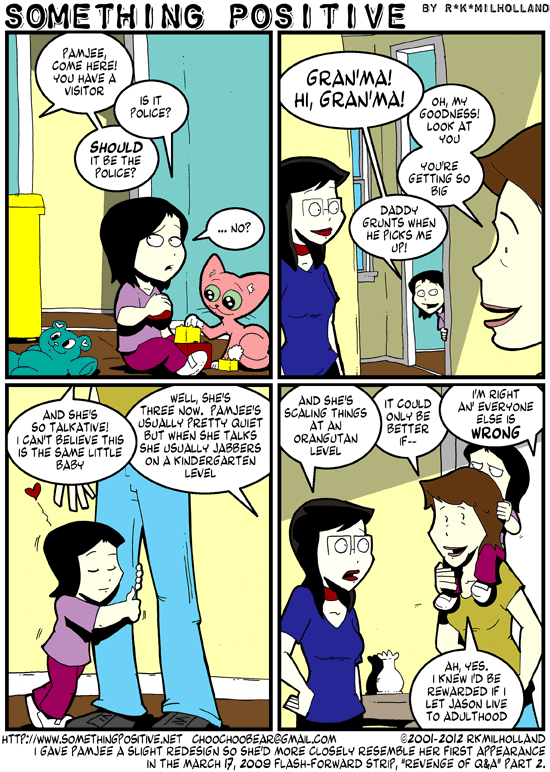 SOMETHING POSITIVE BY R*K*MILHOLLAND
PAMJEE,
COME HERE!
YOU HAVE A
VISITOR
IS IT
POLICE?
SHOULD
IT BE THE
POLICE?
... NO?
GRAN'MA!
HI, GRAN'MA!
OH, MY
GOODNESS!
LOOK AT
YOU
YOU'RE
GETTING SO
BIG
DADDY
GRUNTS WHEN
HE PICKS ME
UP!
AND SHE'S
SO TALKATIVE!
I CAN'T BELIEVE THIS
IS THE SAME LITTLE
BABY
WELL, SHE'S
THREE NOW. PAMJEE'S
USUALLY PRETTY QUIET
BUT WHEN SHE TALKS
SHE USUALLY JABBERS
ON A KINDERGARTEN
LEVEL
AND SHE'S
SCALING THINGS
AT AN
ORANGUTAN
LEVEL
IT COULD
ONLY BE
BETTER
IF--
I'M RIGHT
AN' EVERYONE
ELSE IS
WRONG
AH, YES.
I KNEW I'D BE
REWARDED IF I
LET JASON LIVE
TO ADULTHOOD
HTTP://WWW.SOMETHINGPOSITIVE.NET CHOOCHOOBEAR@GMAIL.COM ©2001-2012 RKMILHOLLAND
I GAVE PAMJEE A SLIGHT REDESIGN SO SHE'D MORE CLOSELY RESEMBLE HER FIRST APPEARANCE
IN THE MARCH 17, 2009 FLASH-FORWARD STRIP, "REVENGE OF Q&A" PART 2.